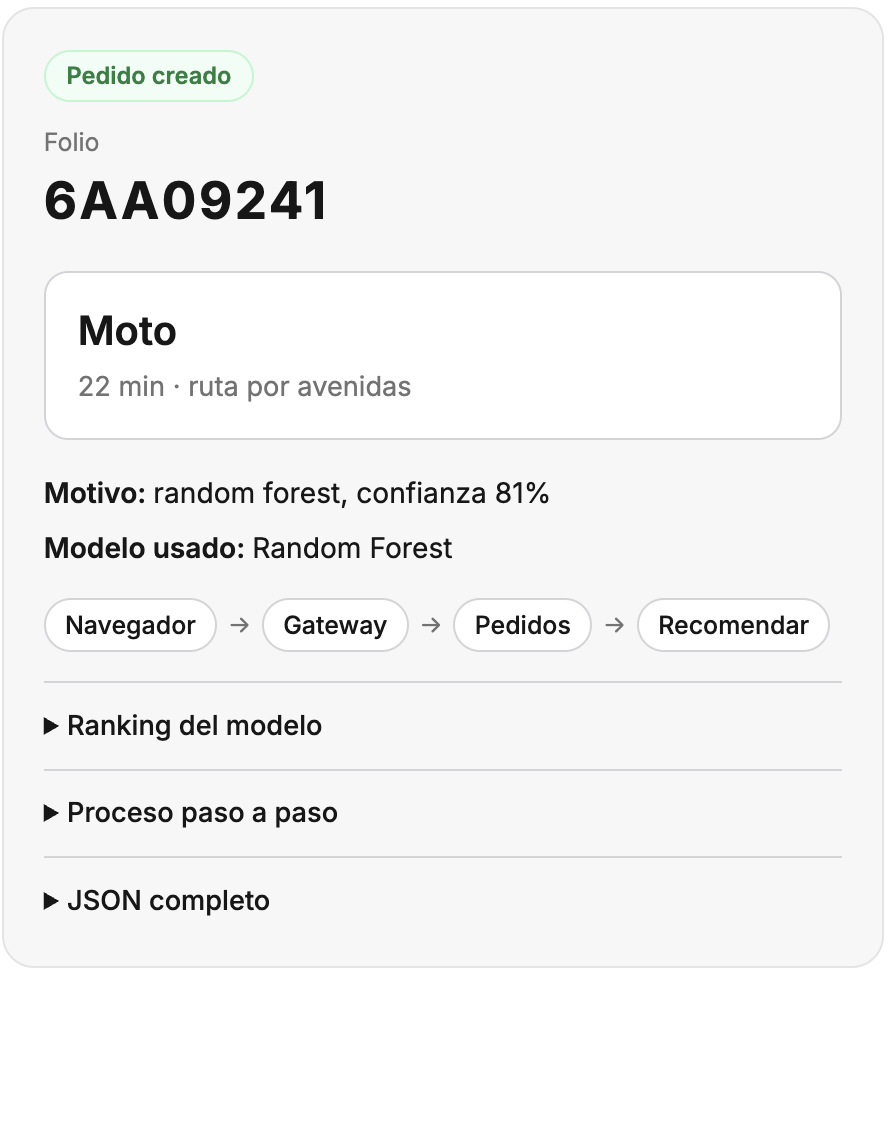 Pedido creado
Folio
6AA09241
Moto
22 min · ruta por avenidas
Motivo: random forest, confianza 81%
Modelo usado: Random Forest
Navegador → Gateway → Pedidos → Recomendar
Ranking del modelo
Proceso paso a paso
JSON completo